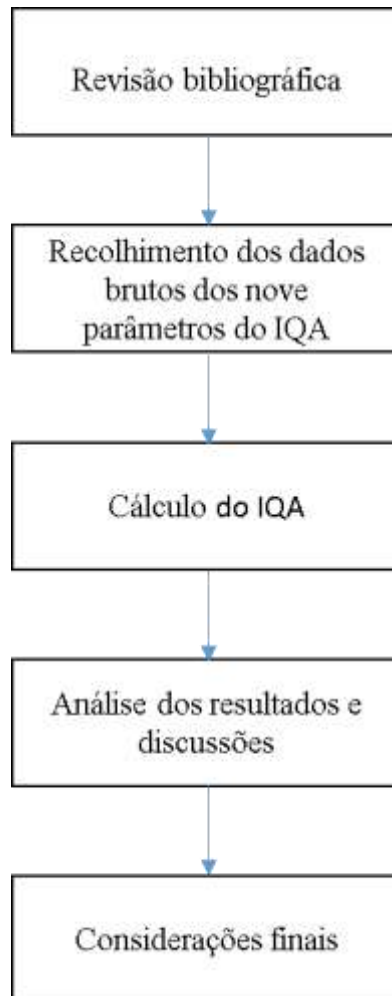 Revisão bibliográfica
Recolhimento dos dados
brutos dos nove
parâmetros do IQA
Cálculo do IQA
Análise dos resultados e
discussões
Considerações finais